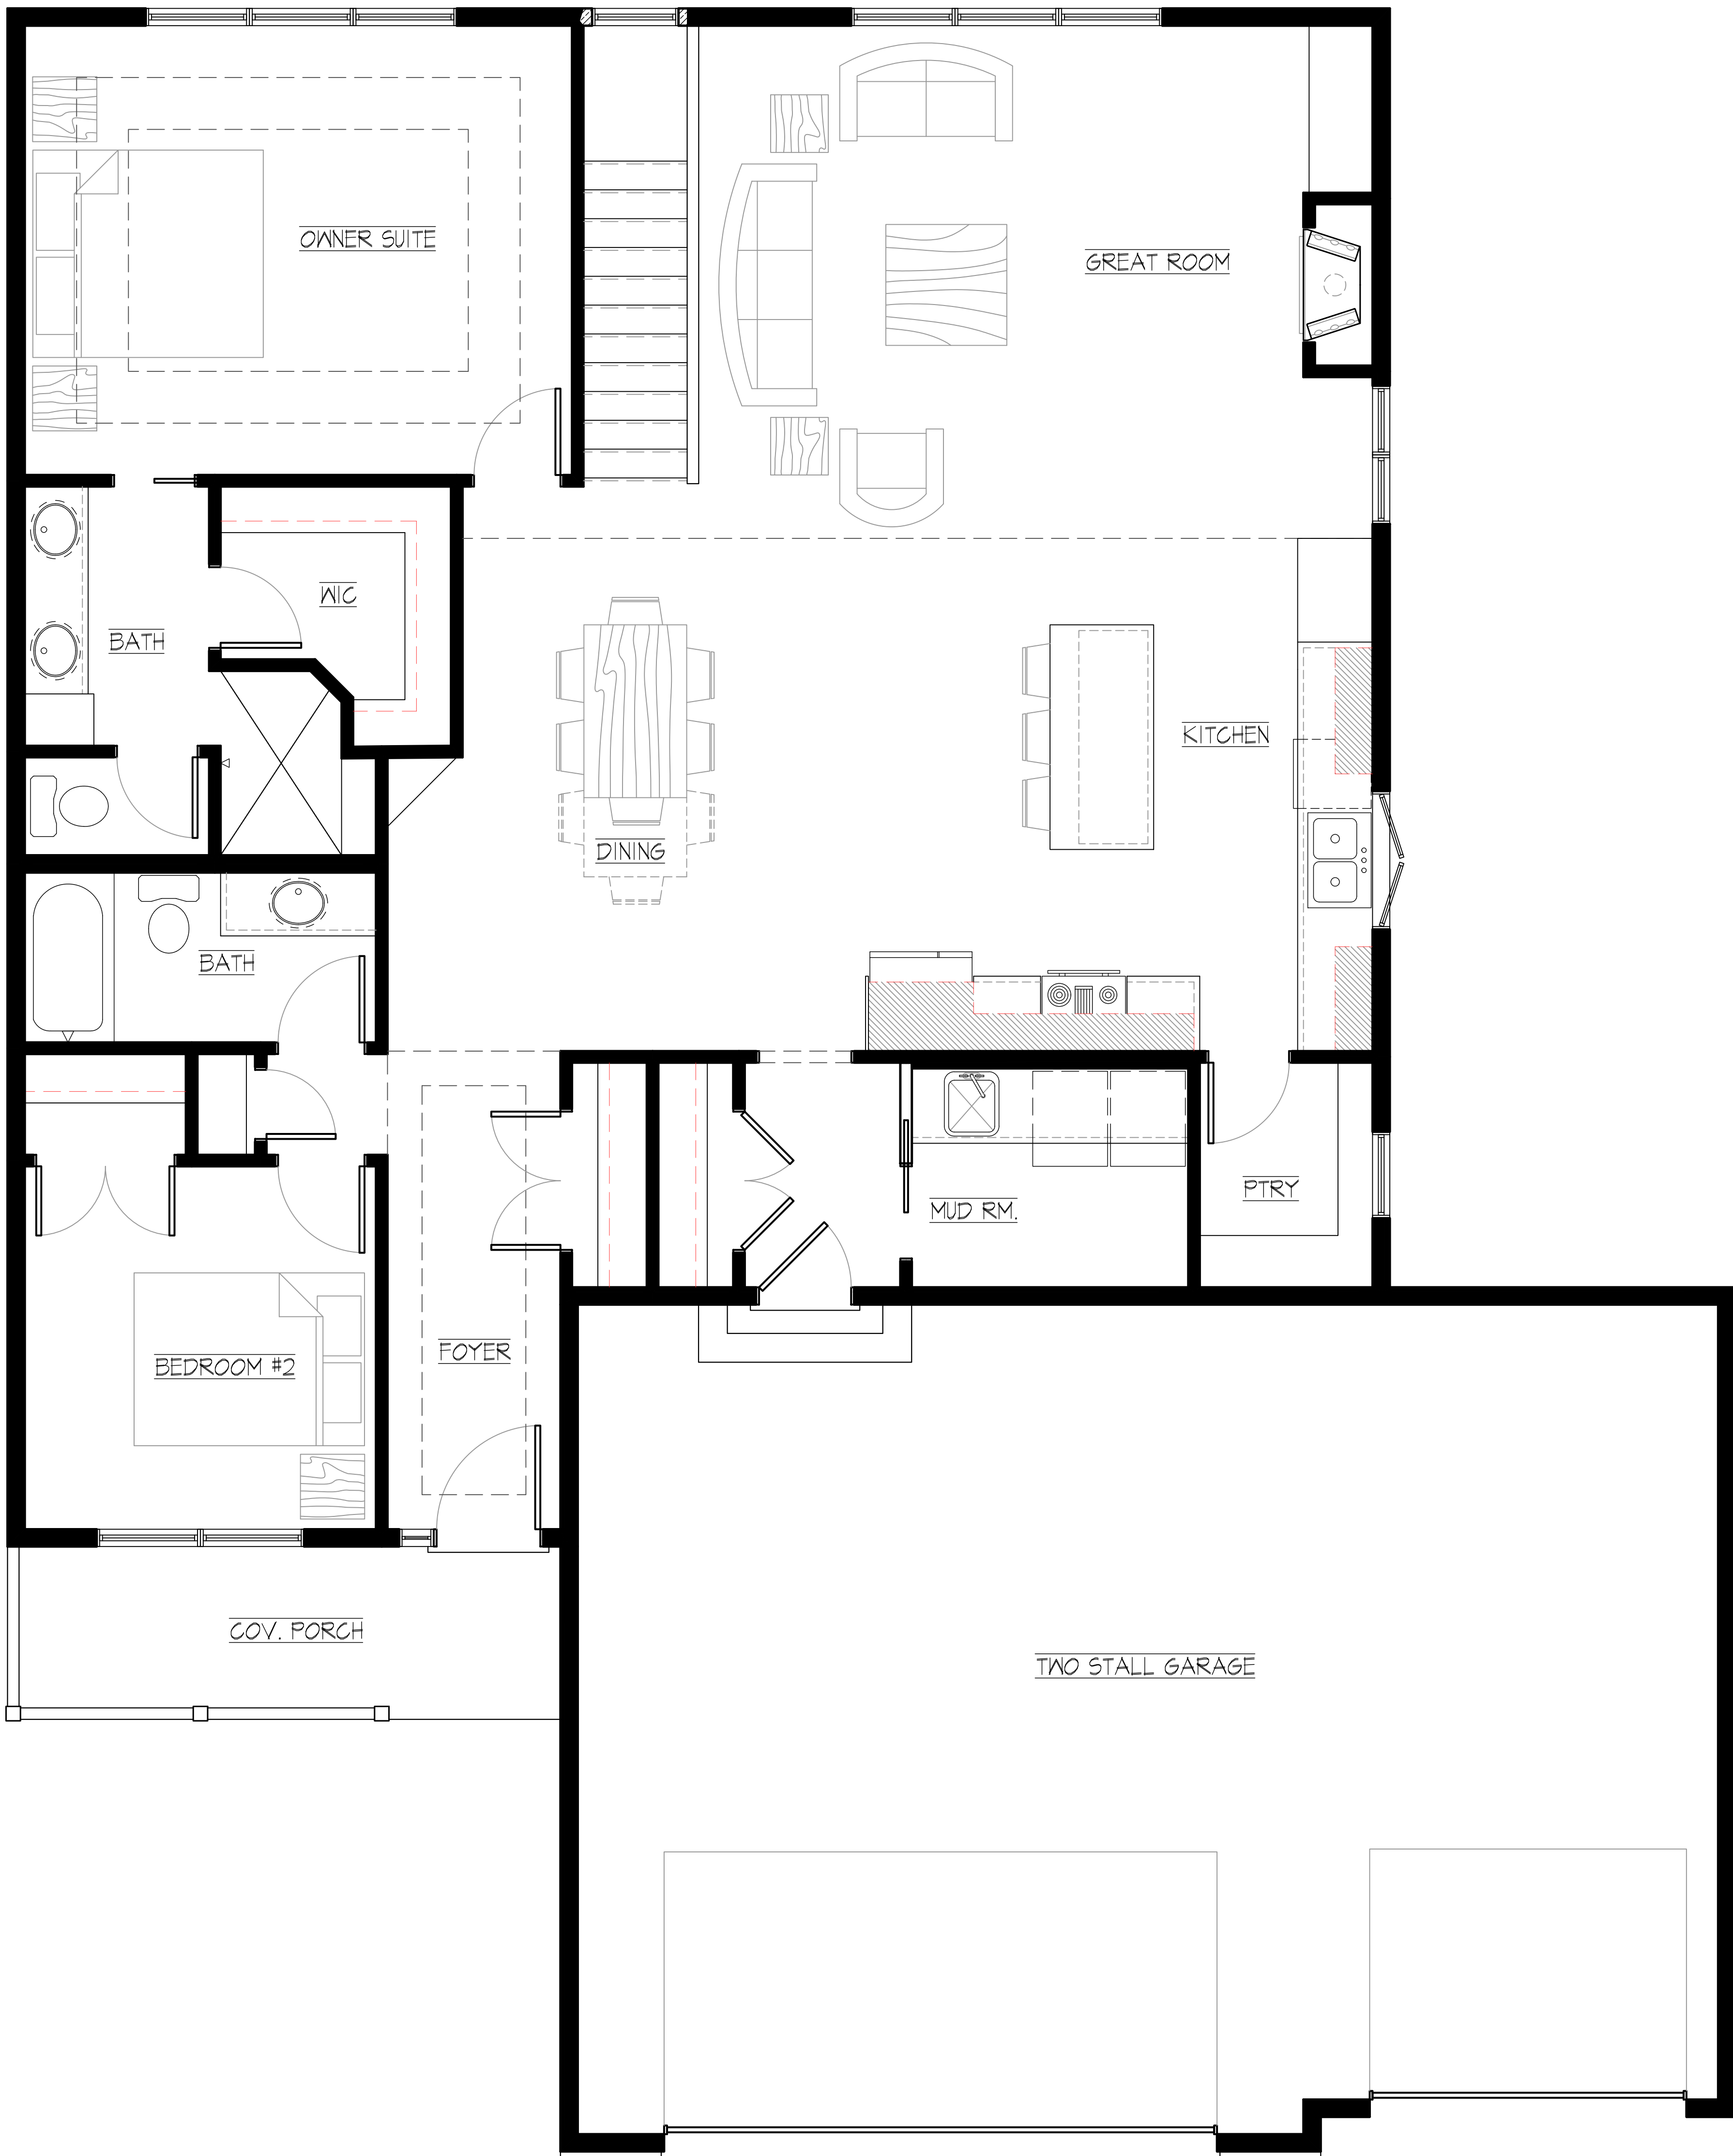 OWNER SUITE
GREAT ROOM
WIC
BATH
KITCHEN
DINING
BATH
PTRY
MUD RM.
FOYER
BEDROOM #2
COV. PORCH
TWO STALL GARAGE